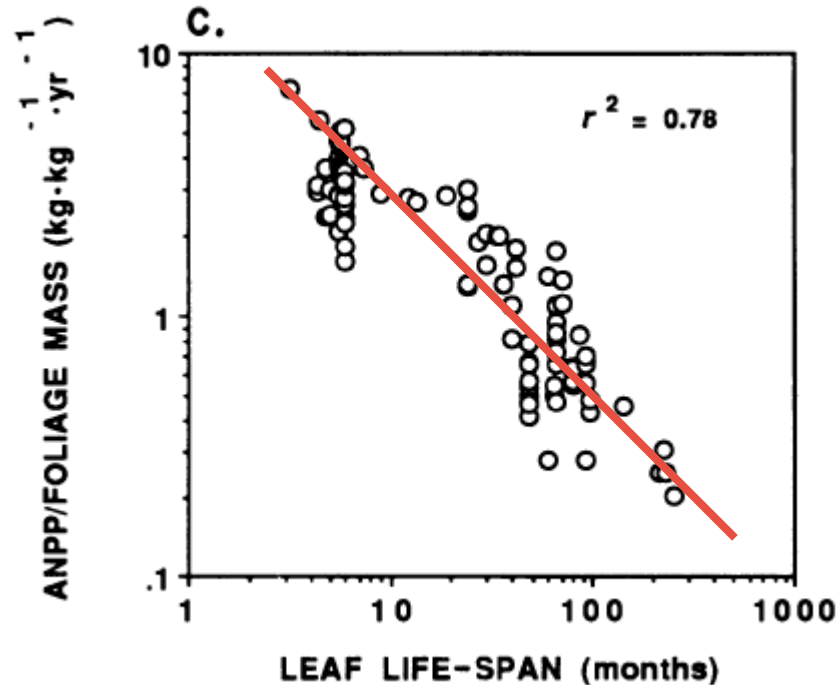 C.
ANPP/FOLIAGE MASS (kg·kg⁻¹·yr⁻¹)
10
1
.1
r² = 0.78
1 10 100 1000
LEAF LIFE-SPAN (months)